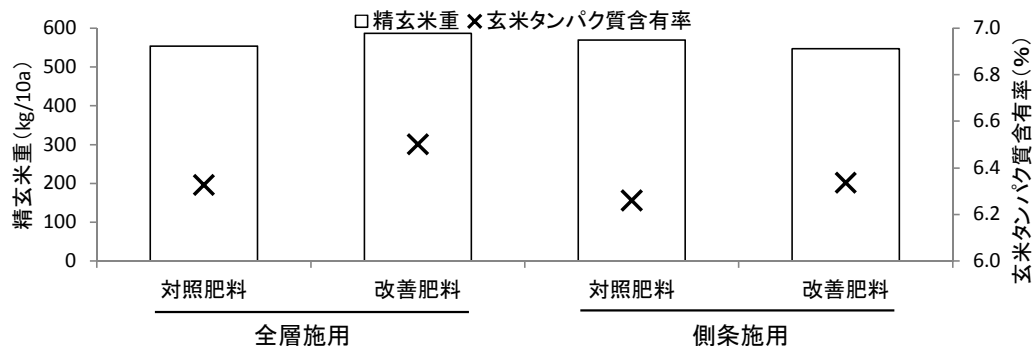 □精玄米重 ×玄米タンパク質含有率
精玄米重(kg/10a)
600
500
400
300
200
100
0
7.0
6.8
6.6
6.4
6.2
6.0
玄米タンパク質含有率(%)
対照肥料 改善肥料 対照肥料 改善肥料
全層施用 側条施用